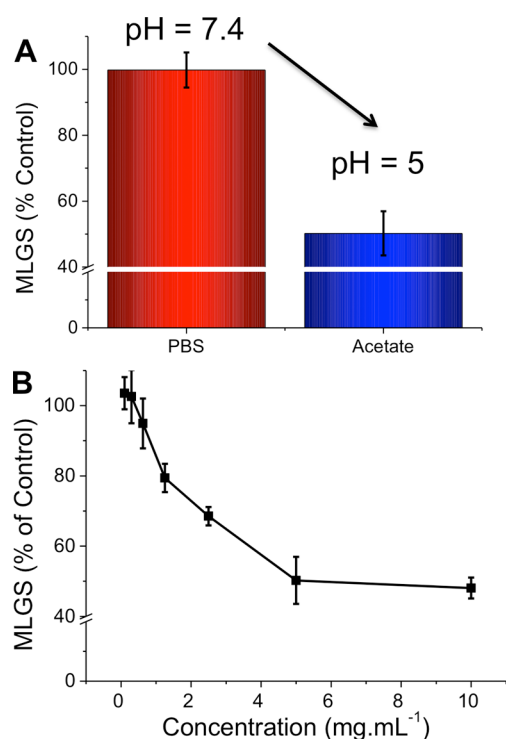 A
pH = 7.4
pH = 5
MLGS (% Control)
100
80
60
40
0
PBS
Acetate
B
MLGS (% of Control)
100
80
60
40
0
0
2
4
6
8
10
Concentration (mg.mL⁻¹)